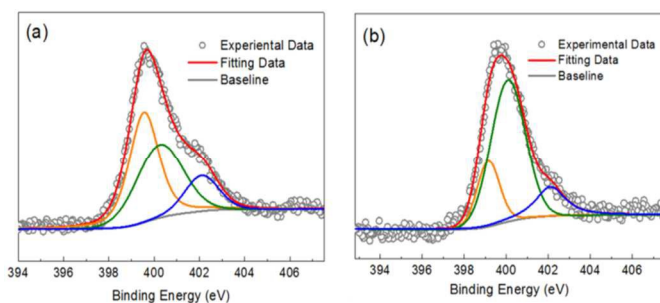 (a)
Experiental Data
Fitting Data
Baseline
394 396 398 400 402 404 406
Binding Energy (eV)
(b)
Experimental Data
Fitting Data
Baseline
394 396 398 400 402 404 406
Binding Energy (eV)